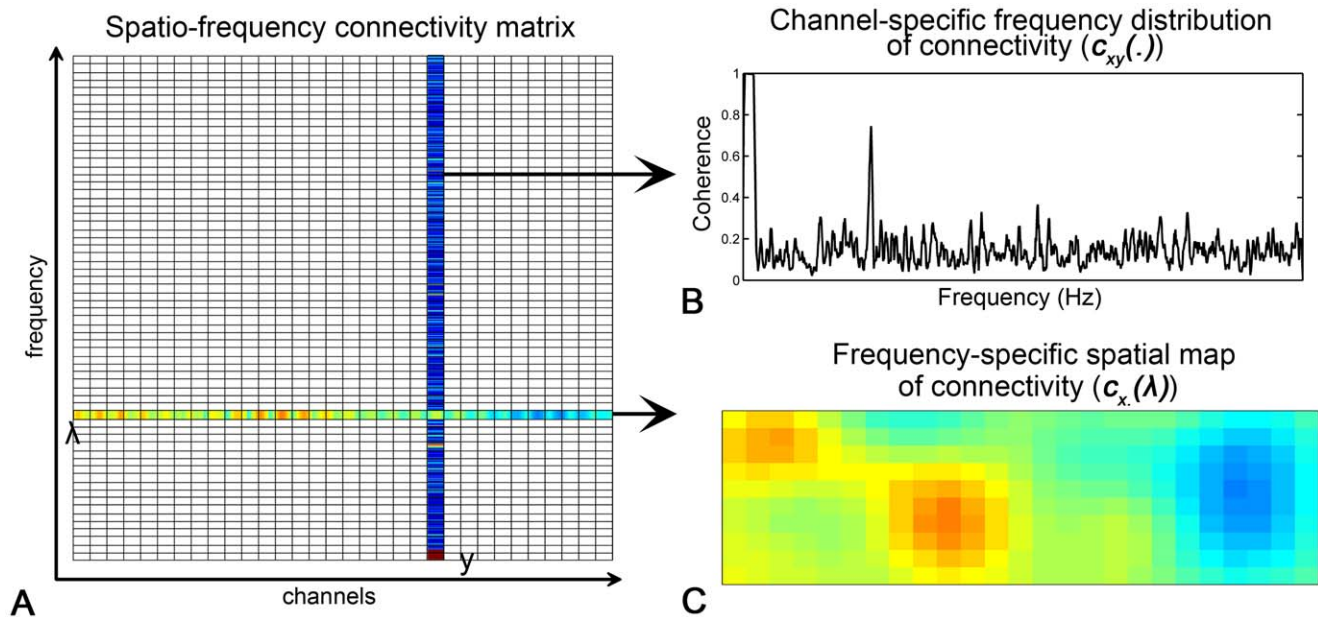 Spatio-frequency connectivity matrix
frequency
λ
y
channels
A
Channel-specific frequency distribution
of connectivity (cxy(.))
1
0.8
0.6
0.4
0.2
0
Coherence
Frequency (Hz)
B
Frequency-specific spatial map
of connectivity (cx.(λ))
C